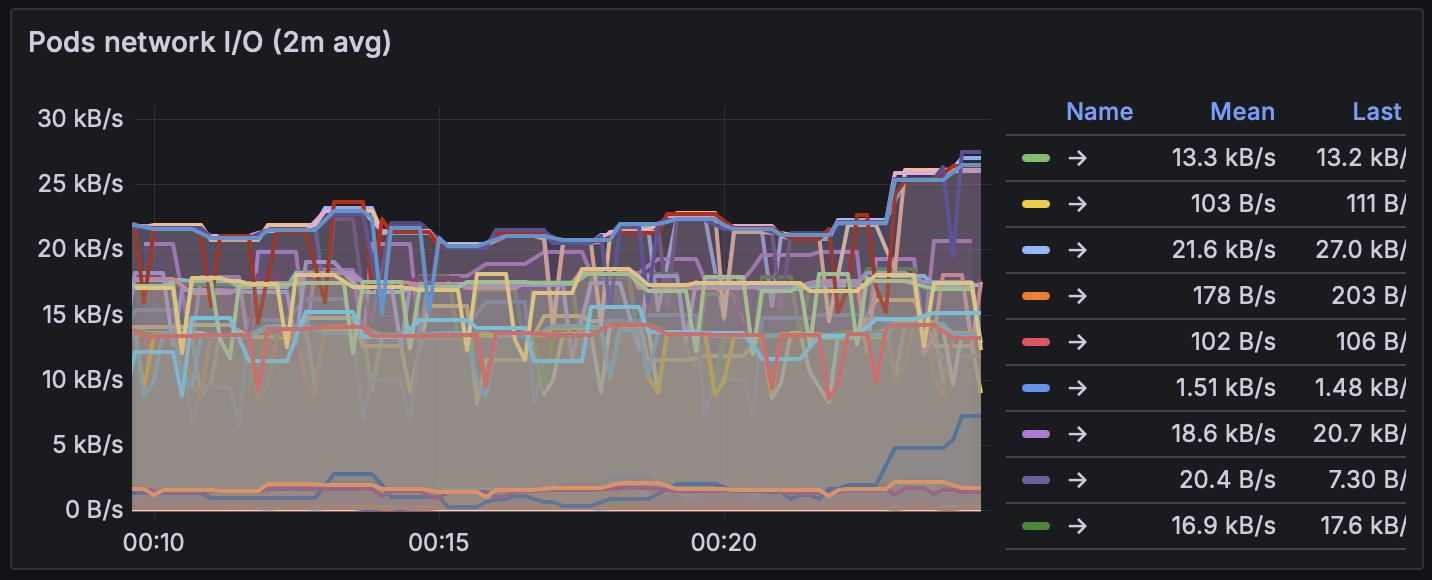 Pods network I/O (2m avg)
30 kB/s
25 kB/s
20 kB/s
15 kB/s
10 kB/s
5 kB/s
0 B/s
00:10 00:15 00:20
Name Mean Last
→ 13.3 kB/s 13.2 kB/
→ 103 B/s 111 B/
→ 21.6 kB/s 27.0 kB/
→ 178 B/s 203 B/
→ 102 B/s 106 B/
→ 1.51 kB/s 1.48 kB/
→ 18.6 kB/s 20.7 kB/
→ 20.4 kB/s 7.30 kB/
→ 16.9 kB/s 17.6 kB/